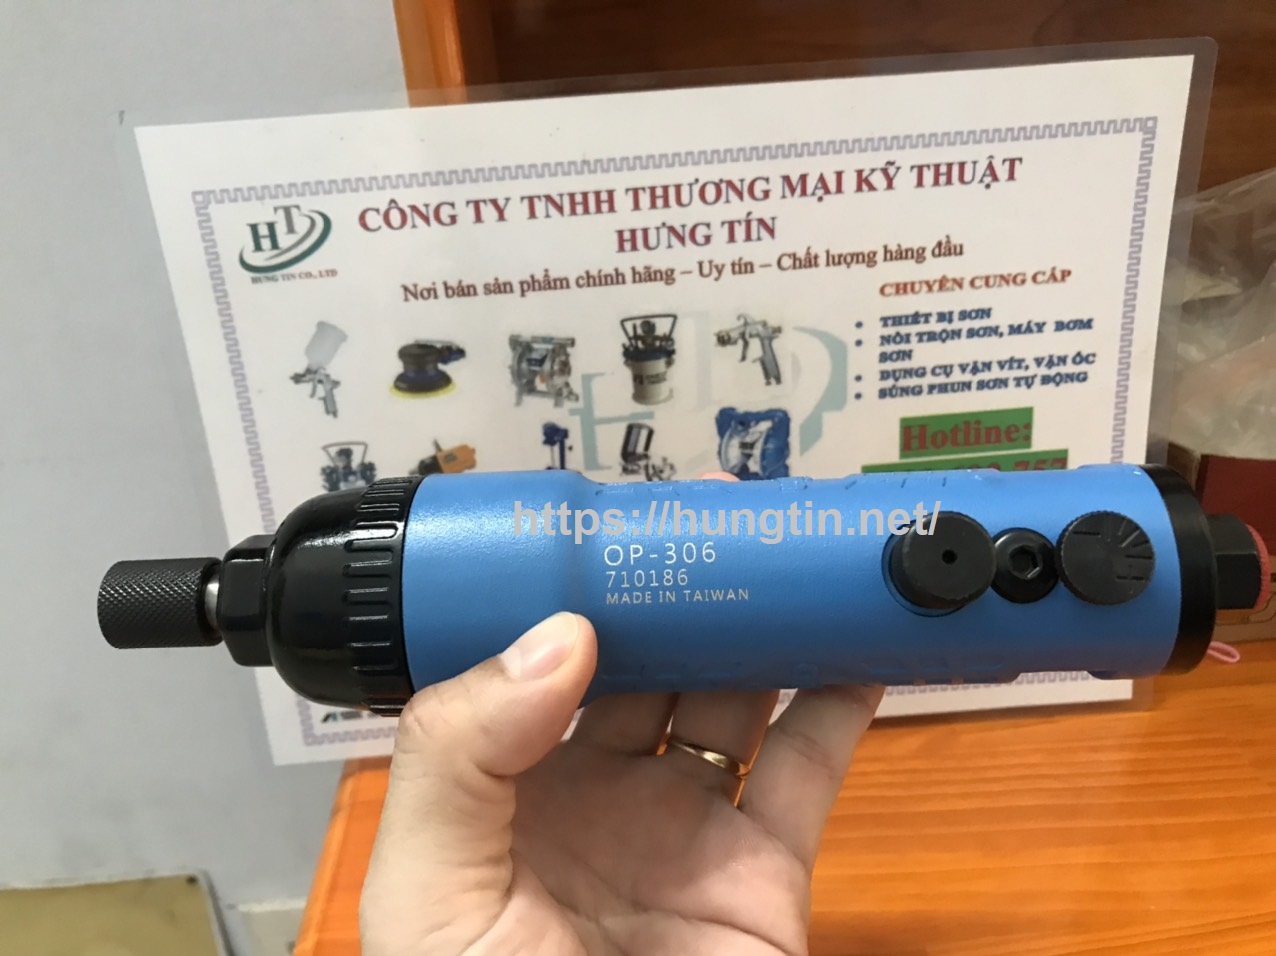 CÔNG TY TNHH THƯƠNG MẠI KỸ THUẬT
HƯNG TÍN
HT
HUNG TIN CO., LTD
Nơi bán sản phẩm chính hãng – Uy tín – Chất lượng hàng đầu
CHUYÊN CUNG CẤP
• THIẾT BỊ SƠN
• NỒI TRỘN SƠN, MÁY BƠM
SƠN
• DỤNG CỤ VẶN VÍT, VẶN ỐC
• SÚNG PHUN SƠN TỰ ĐỘNG
Hotline:
https://hungtin.net/
OP-306
710186
MADE IN TAIWAN